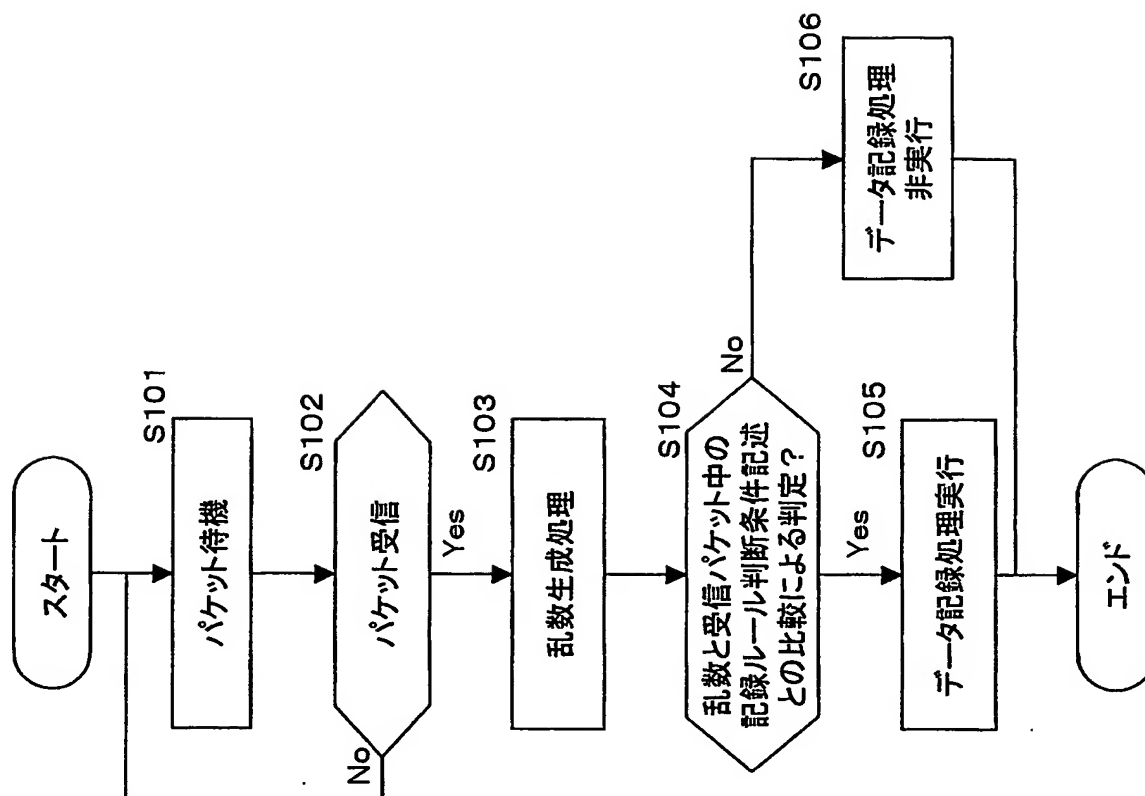 スタート
S101
パケット待機
S102
パケット受信
No
Yes
S103
乱数生成処理
S104
乱数と受信パケット中の
記録ルール判断条件記述
との比較による判定？
No
Yes
S105
データ記録処理実行
S106
データ記録処理
非実行
エンド